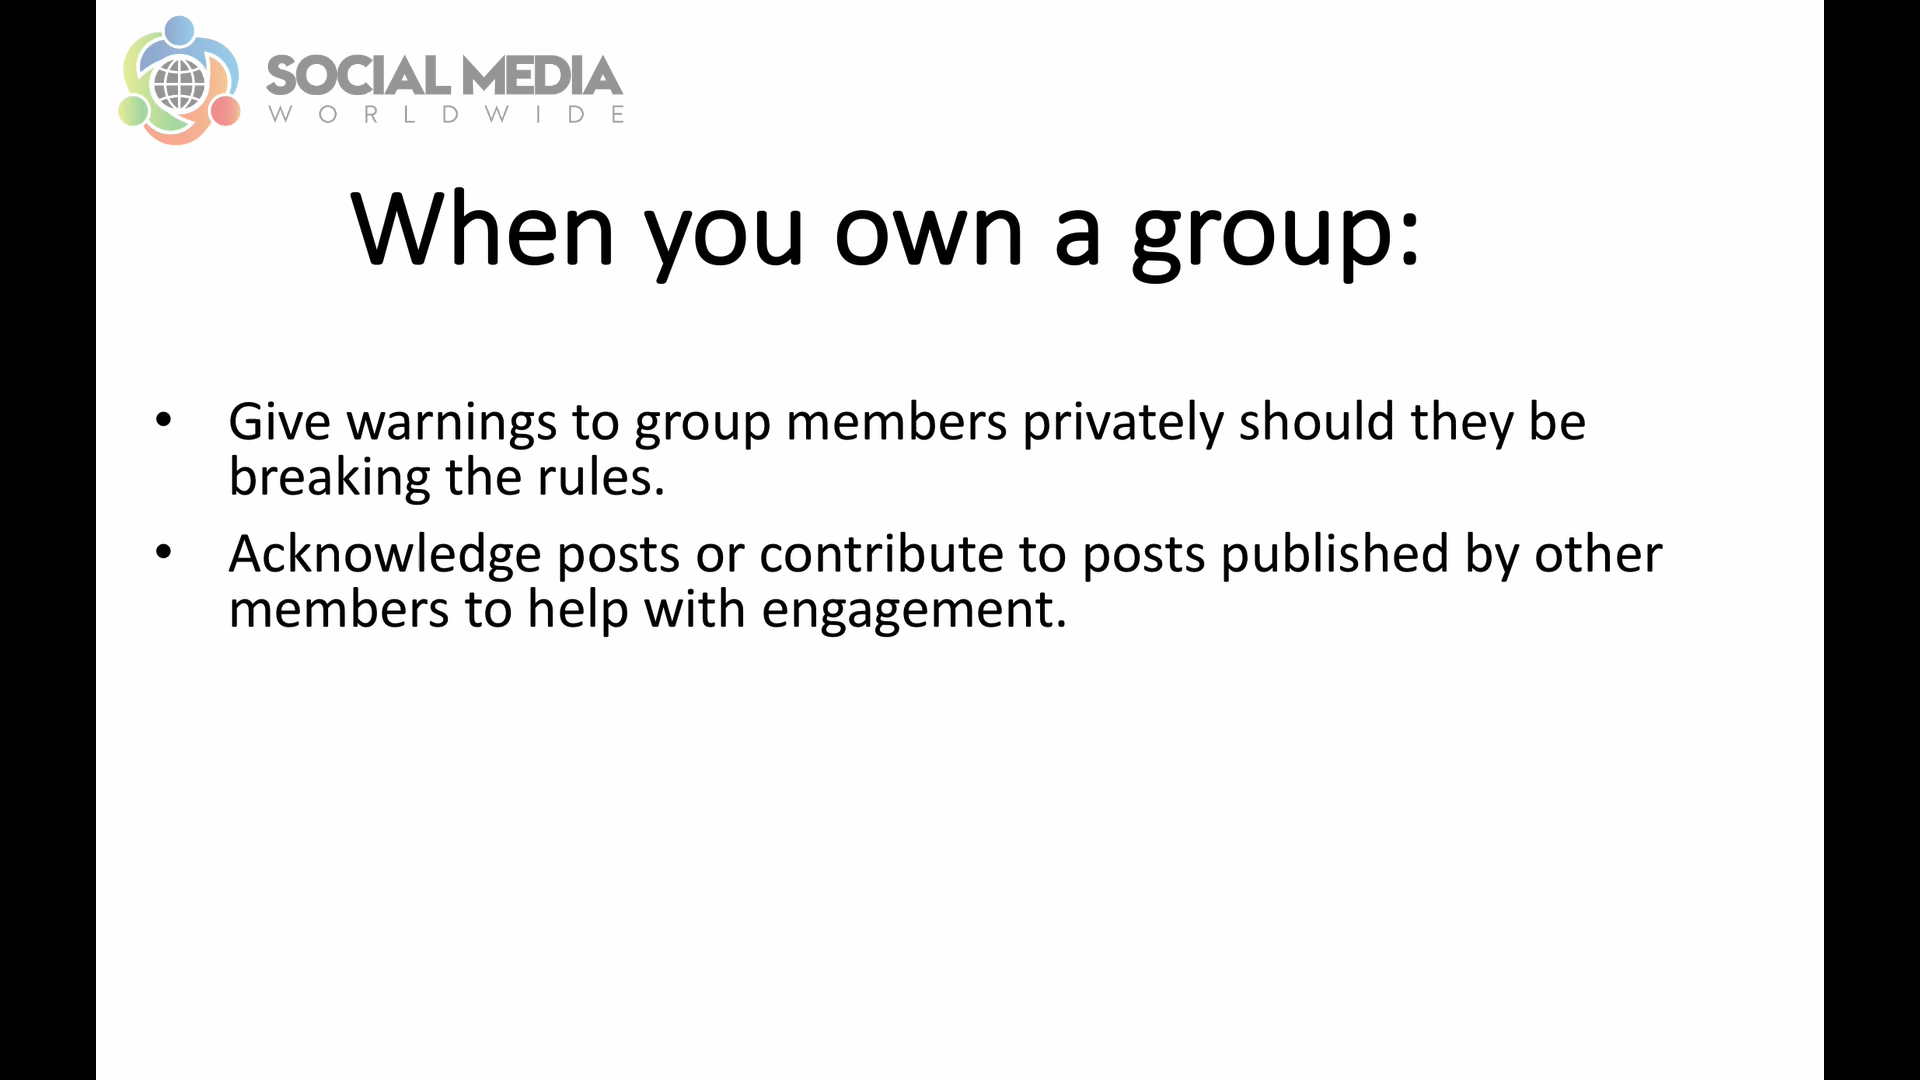 SOCIAL MEDIA
WORLDWIDE
When you own a group:
• Give warnings to group members privately should they be
breaking the rules.
• Acknowledge posts or contribute to posts published by other
members to help with engagement.